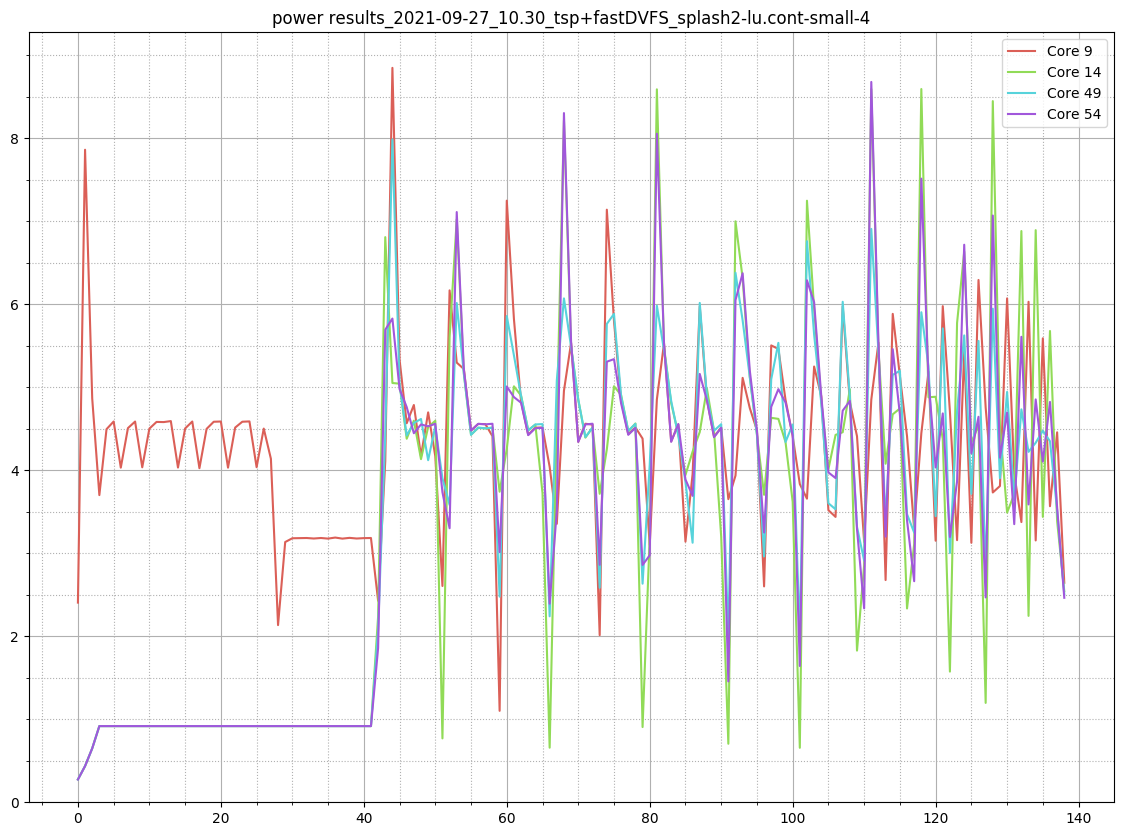 power results_2021-09-27_10.30_tsp+fastDVFS_splash2-lu.cont-small-4
Core 9
Core 14
Core 49
Core 54
8
6
4
2
0
0 20 40 60 80 100 120 140